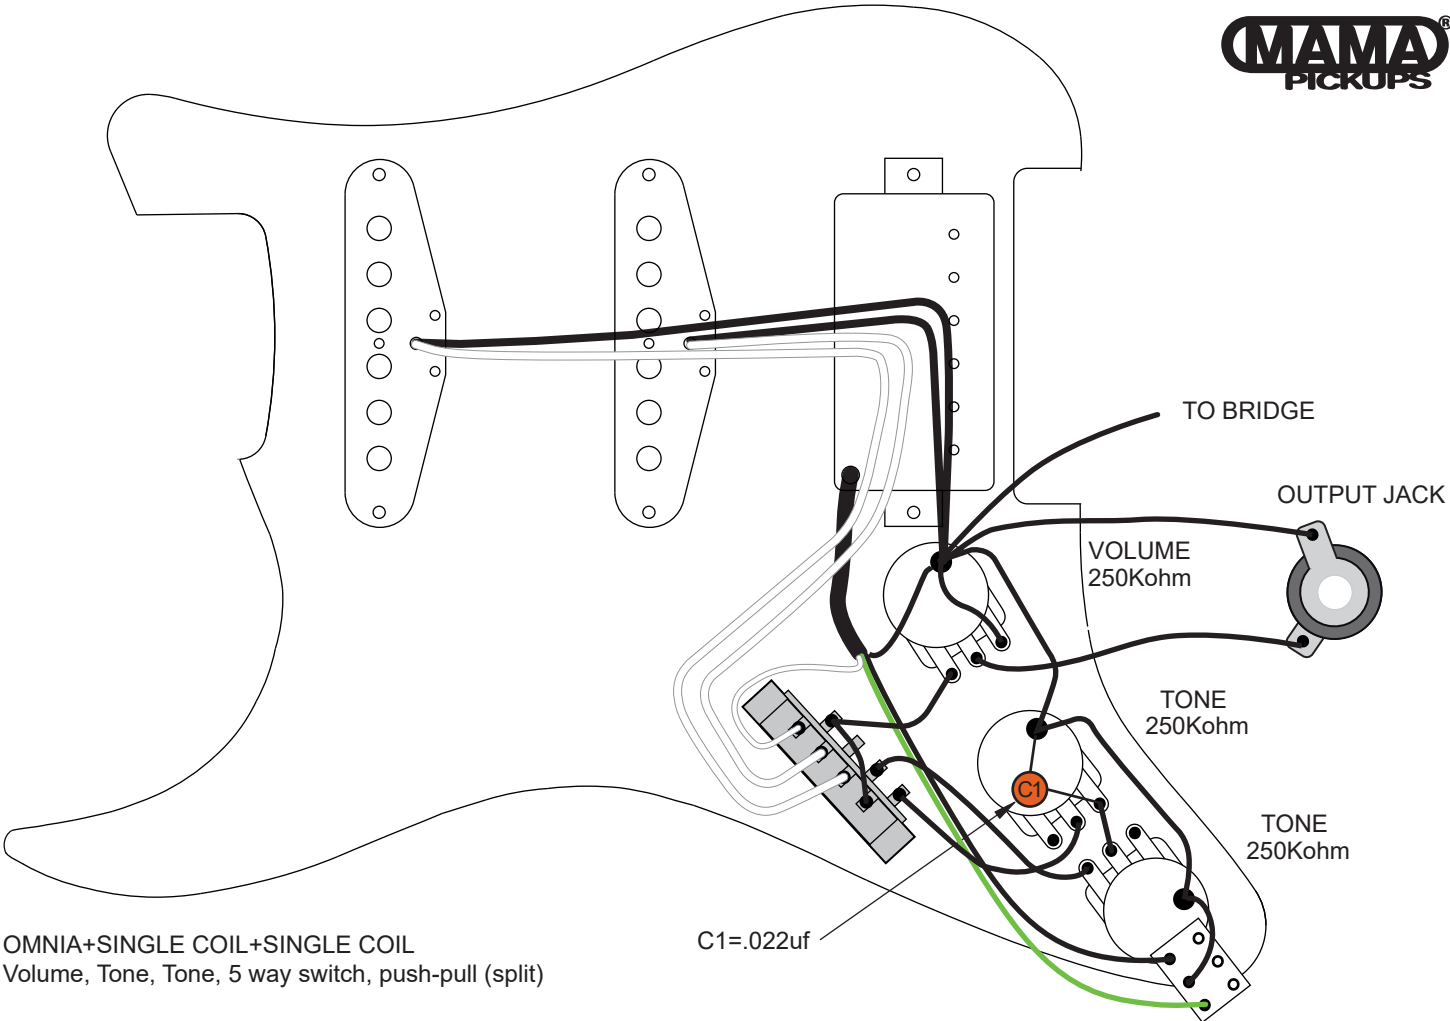 MAMA®
PICKUPS
TO BRIDGE
OUTPUT JACK
VOLUME
250Kohm
TONE
250Kohm
C1
TONE
250Kohm
C1=.022uf
OMNIA+SINGLE COIL+SINGLE COIL
Volume, Tone, Tone, 5 way switch, push-pull (split)